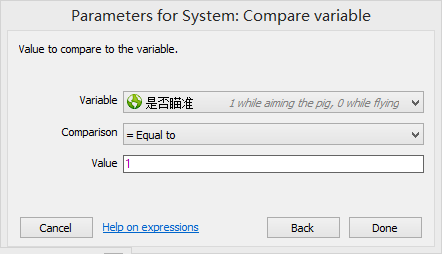 Parameters for System: Compare variable
Value to compare to the variable.
Variable 是否瞄准 1 while aiming the pig, 0 while flying
Comparison = Equal to
Value 1
Cancel Help on expressions Back Done